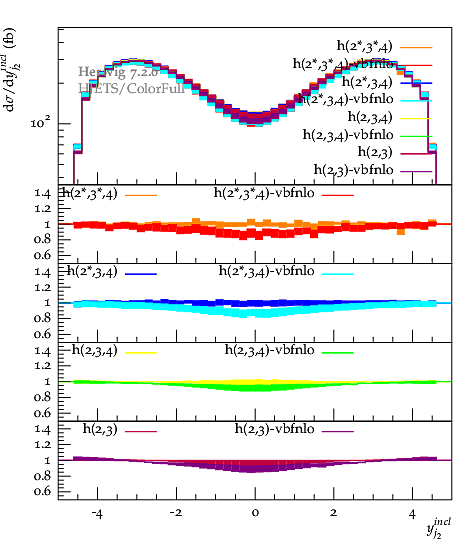 dσ/dy_{j_2}^{incl} (fb)
10^2
Herwig 7.2.0
HJETS/ColorFull
h(2*,3*,4)
h(2*,3*,4)-vbfnlo
h(2*,3,4)
h(2*,3,4)-vbfnlo
h(2,3,4)
h(2,3,4)-vbfnlo
h(2,3)
h(2,3)-vbfnlo
1.4
1.2
1
0.8
0.6
h(2*,3*,4)
h(2*,3*,4)-vbfnlo
1.4
1.2
1
0.8
0.6
h(2*,3,4)
h(2*,3,4)-vbfnlo
1.4
1.2
1
0.8
0.6
h(2,3,4)
h(2,3,4)-vbfnlo
1.4
1.2
1
0.8
0.6
h(2,3)
h(2,3)-vbfnlo
-4 -2 0 2 4
y_{j_2}^{incl}